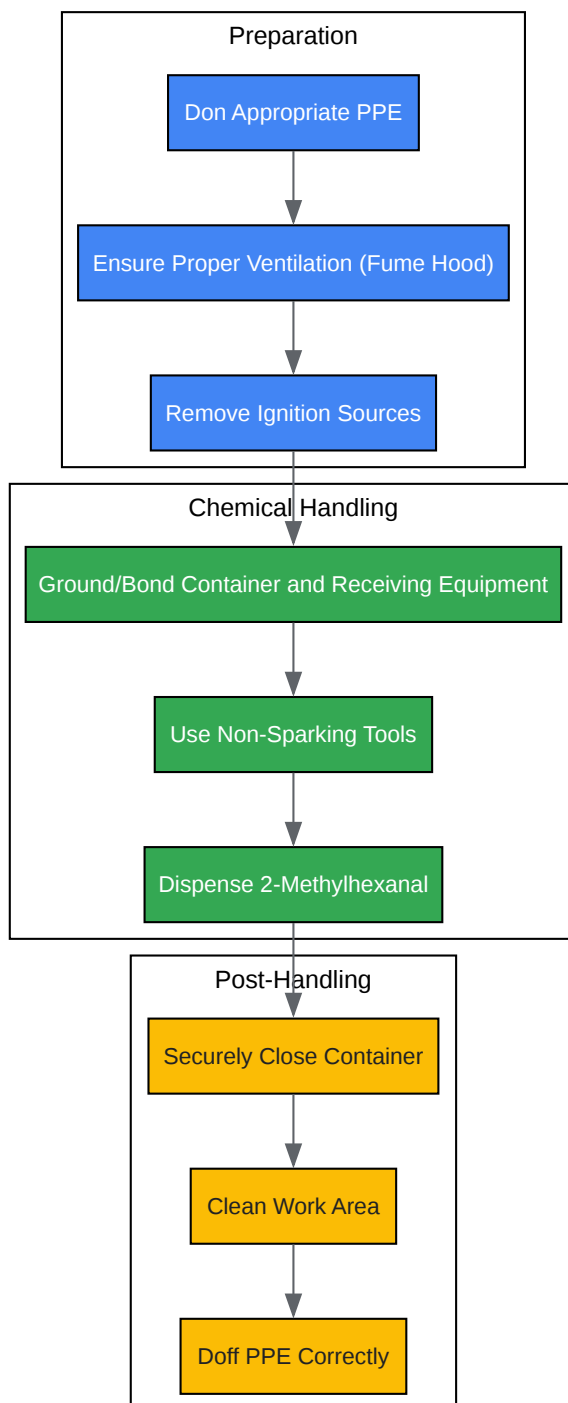 Preparation
Don Appropriate PPE
Ensure Proper Ventilation (Fume Hood)
Remove Ignition Sources
Chemical Handling
Ground/Bond Container and Receiving Equipment
Use Non-Sparking Tools
Dispense 2-Methylhexanal
Post-Handling
Securely Close Container
Clean Work Area
Doff PPE Correctly